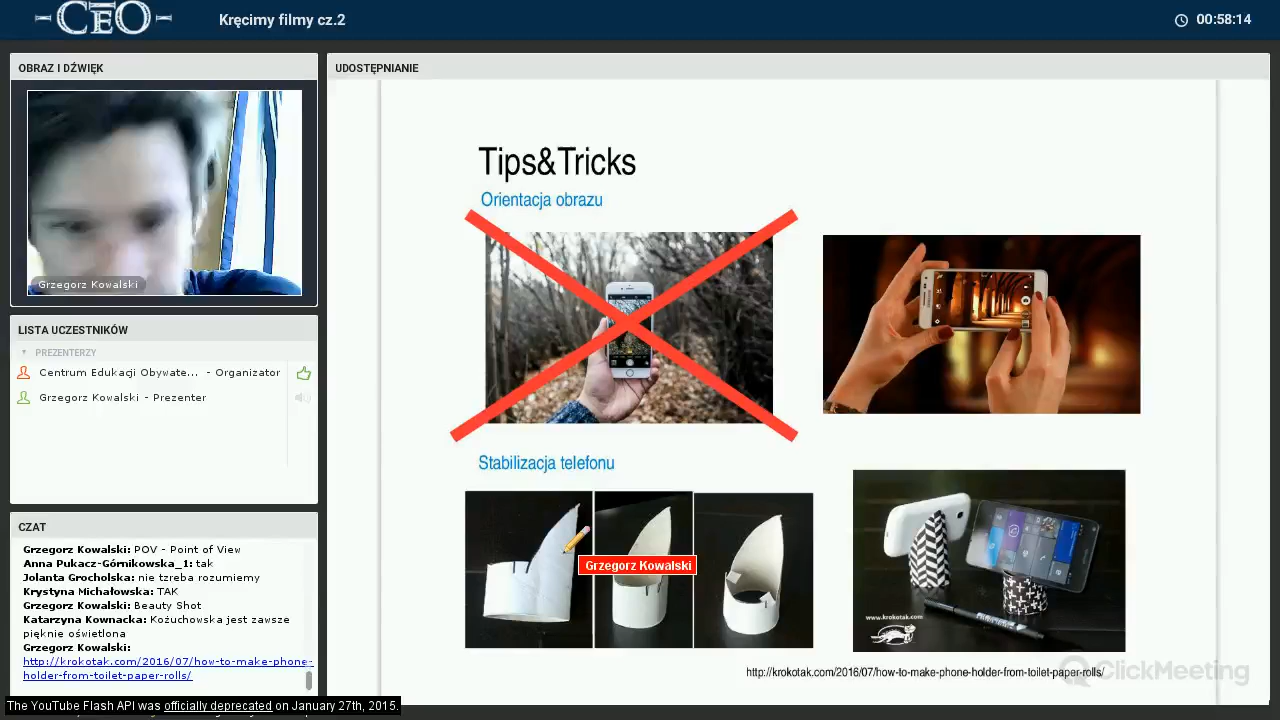 CEO
Kręcimy filmy cz.2
00:58:14
OBRAZ I DŹWIĘK
Grzegorz Kowalski
LISTA UCZESTNIKÓW
PREZENTERZY
Centrum Edukacji Obywate... - Organizator
Grzegorz Kowalski - Prezenter
CZAT
Grzegorz Kowalski: POV - Point of View
Anna Pukacz-Górnikowska_1: tak
Jolanta Grocholska: nie tzreba rozumiemy
Krystyna Michałowska: TAK
Grzegorz Kowalski: Beauty Shot
Katarzyna Kownacka: Kożuchowska jest zawsze
pięknie oświetlona
Grzegorz Kowalski:
http://krokotak.com/2016/07/how-to-make-phone-
holder-from-toilet-paper-rolls/
The YouTube Flash API was officially deprecated on January 27th, 2015.
UDOSTĘPNIANIE
Tips&Tricks
Orientacja obrazu
Stabilizacja telefonu
Grzegorz Kowalski
www.krokotak.com
http://krokotak.com/2016/07/how-to-make-phone-holder-from-toilet-paper-rolls/
ClickMeeting